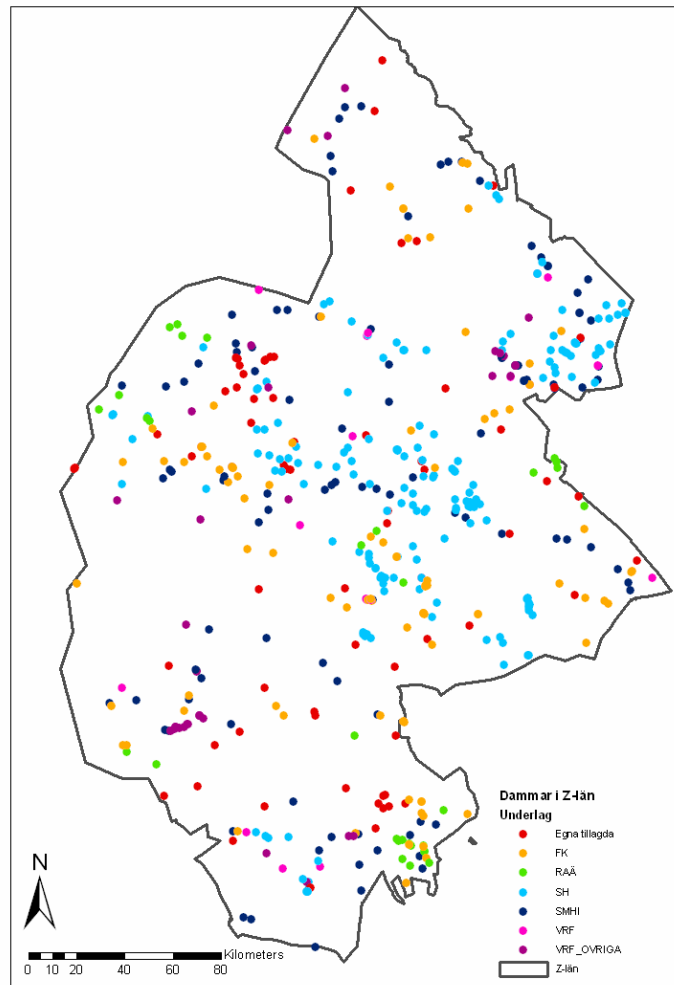 Dammar i Z-län
Underlag
Egna tillagda
FK
RAÄ
SH
SMHI
VRF
VRF_OVRIGA
Z-län
N
Kilometers
0 10 20 40 60 80